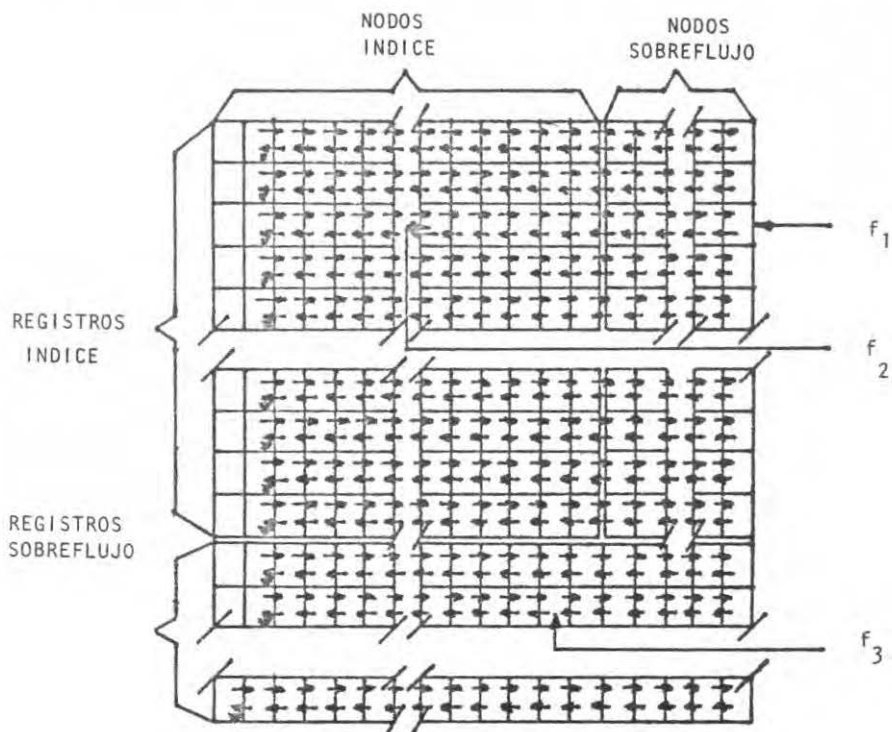 NODOS
INDICE
NODOS
SOBREFLUJO
f1
REGISTROS
INDICE
f2
REGISTROS
SOBREFLUJO
f3